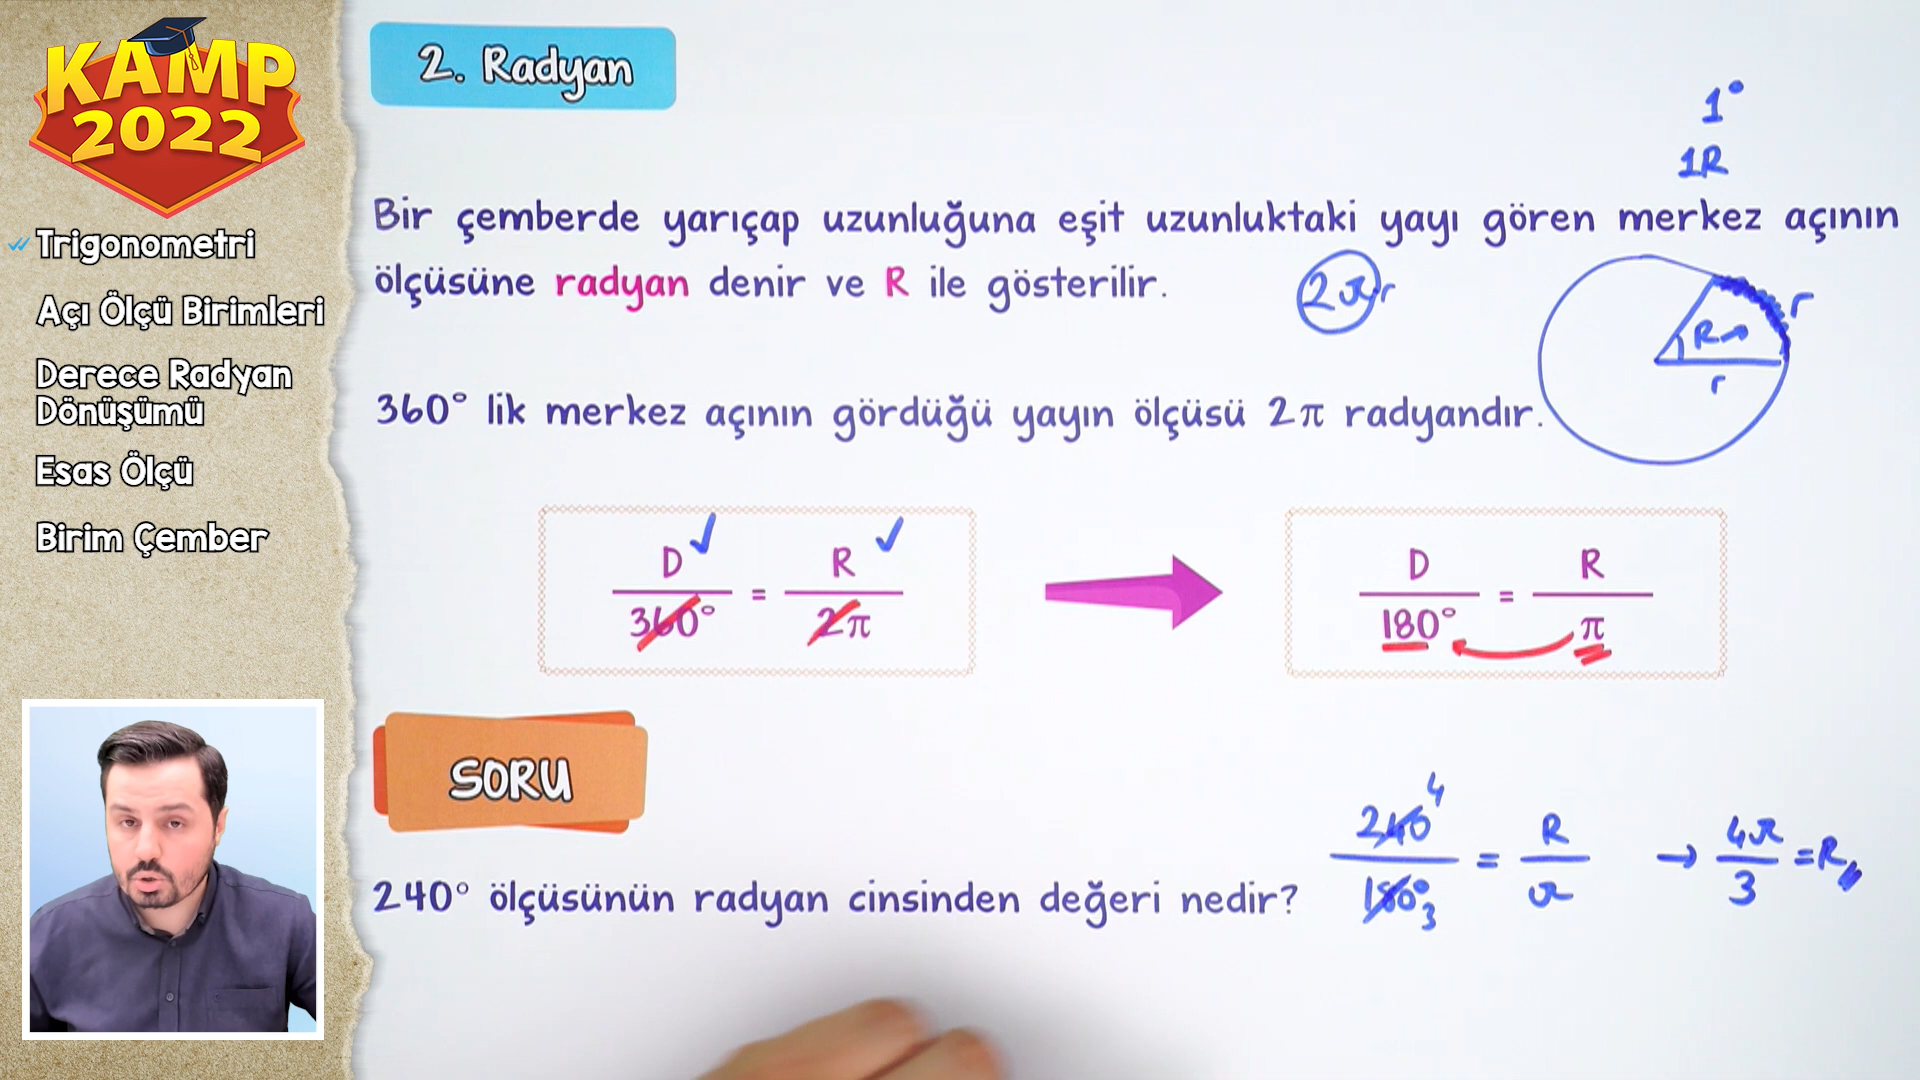 KAMP
2022
Trigonometri
Açı Ölçü Birimleri
Derece Radyan
Dönüşümü
Esas Ölçü
Birim Çember
2. Radyan
1°
1R
Bir çemberde yarıçap uzunluğuna eşit uzunluktaki yayı gören merkez açının
ölçüsüne radyan denir ve R ile gösterilir.
2πr
R→
r
r
360° lik merkez açının gördüğü yayın ölçüsü 2π radyandır.
D/360° = R/2π
D/180° = R/π
SORU
240° ölçüsünün radyan cinsinden değeri nedir?
240 4 / 180° 3 = R/π → 4π/3 = R